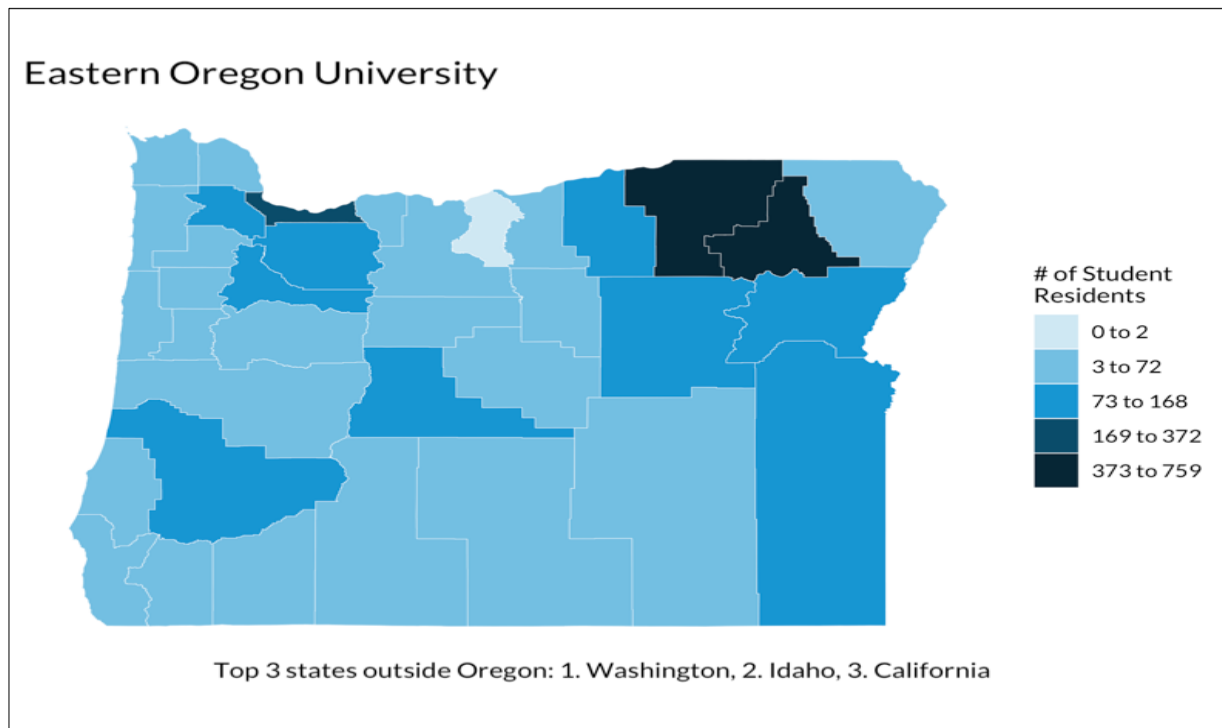 Eastern Oregon University
# of Student
Residents
0 to 2
3 to 72
73 to 168
169 to 372
373 to 759
Top 3 states outside Oregon: 1. Washington, 2. Idaho, 3. California